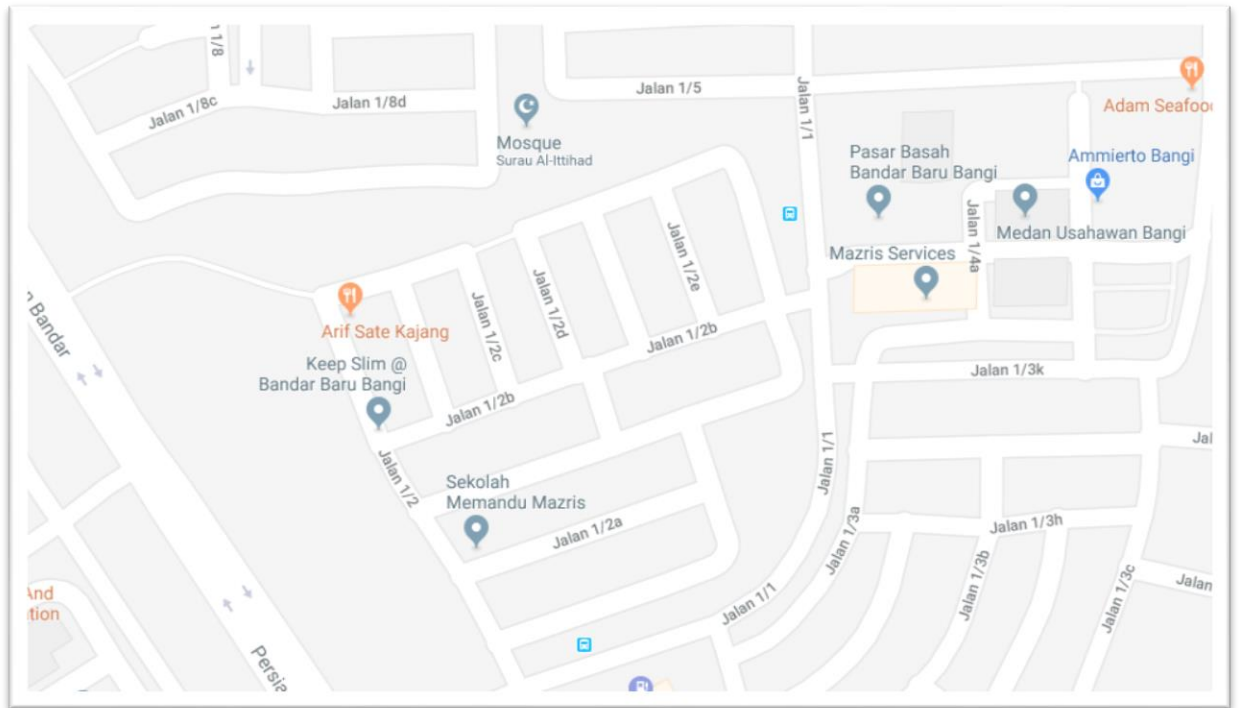 1/8
Jalan 1/8c
Jalan 1/8d
Jalan 1/5
Jalan 1/1
Adam Seafood
Mosque
Surau Al-Ittihad
Pasar Basah
Bandar Baru Bangi
Ammierto Bangi
Jalan 1/4a
Medan Usahawan Bangi
Mazris Services
Jalan 1/2e
Jalan 1/2d
Jalan 1/2c
Jalan 1/2b
n Bandar
Arif Sate Kajang
Keep Slim @
Bandar Baru Bangi
Jalan 1/3k
Jalan 1/2b
Jalan 1/2
Jalan 1/1
Jal
Sekolah
Memandu Mazris
Jalan 1/2a
Jalan 1/3a
Jalan 1/3h
Jalan 1/3b
Jalan 1/3c
Jalan
Jalan 1/1
And
tion
Persia